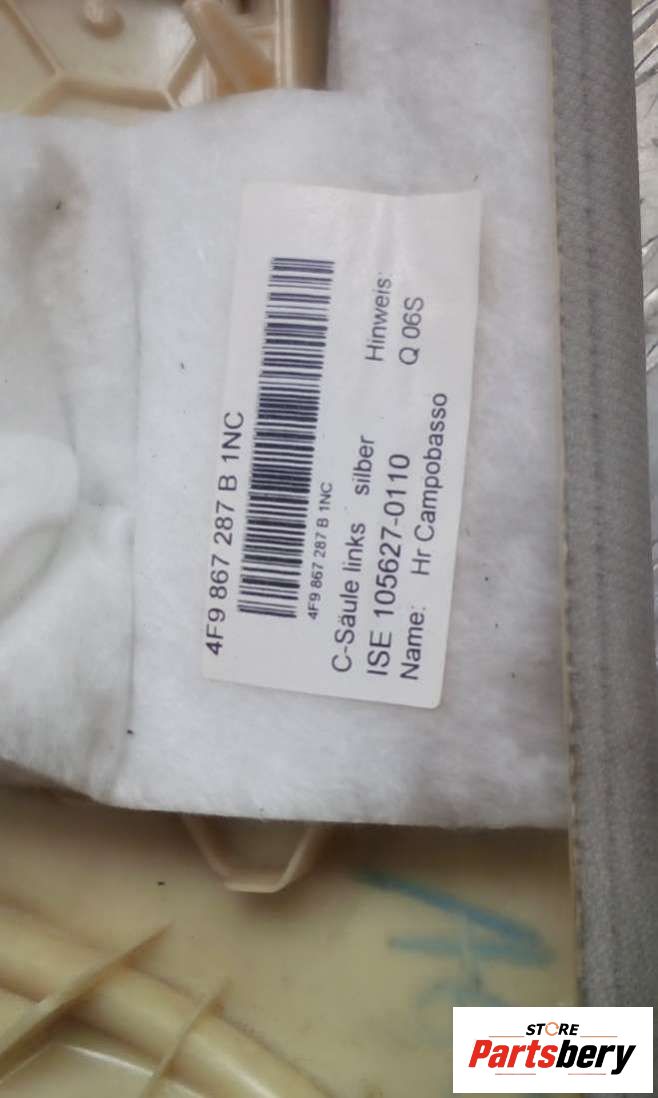 4F9 867 287 B 1NC
4F9 867 287 B 1NC
C-Säule links silber Hinweis:
ISE 105627-0110 Q 06S
Name: Hr Campobasso
STORE
Partsbery